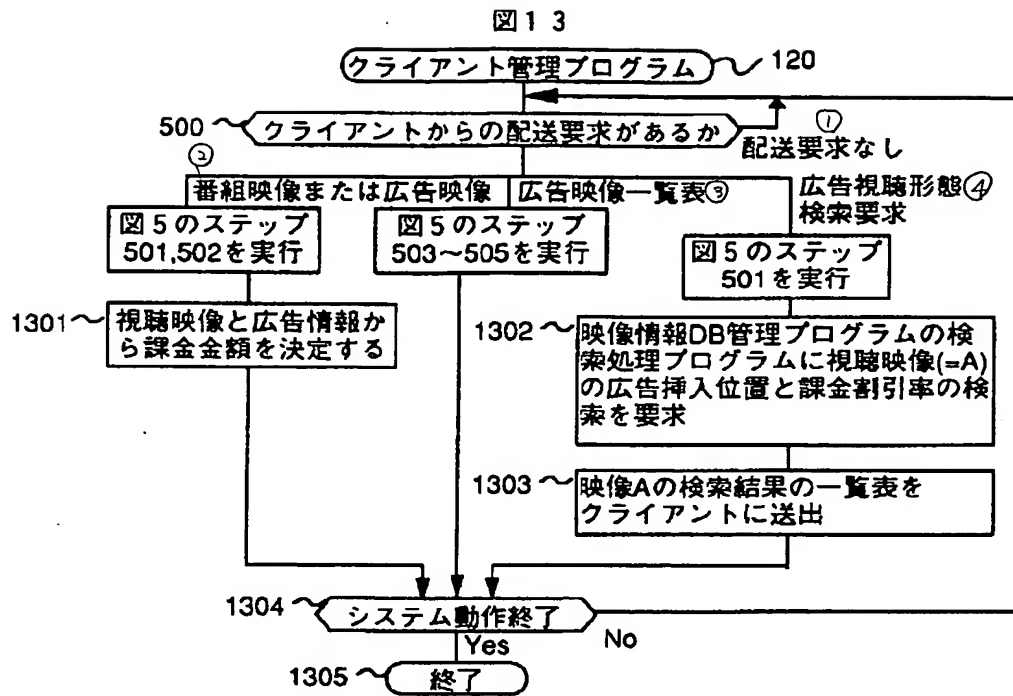 図13
クライアント管理プログラム
120
500
クライアントからの配送要求があるか
①
配送要求なし
②
番組映像または広告映像
広告映像一覧表③
広告視聴形態④
検索要求
図5のステップ
501,502を実行
図5のステップ
503〜505を実行
図5のステップ
501を実行
1301
視聴映像と広告情報か
ら課金金額を決定する
1302
映像情報DB管理プログラムの検
索処理プログラムに視聴映像(=A)
の広告挿入位置と課金割引率の検
索を要求
1303
映像Aの検索結果の一覧表を
クライアントに送出
1304
システム動作終了
Yes
No
1305
終了